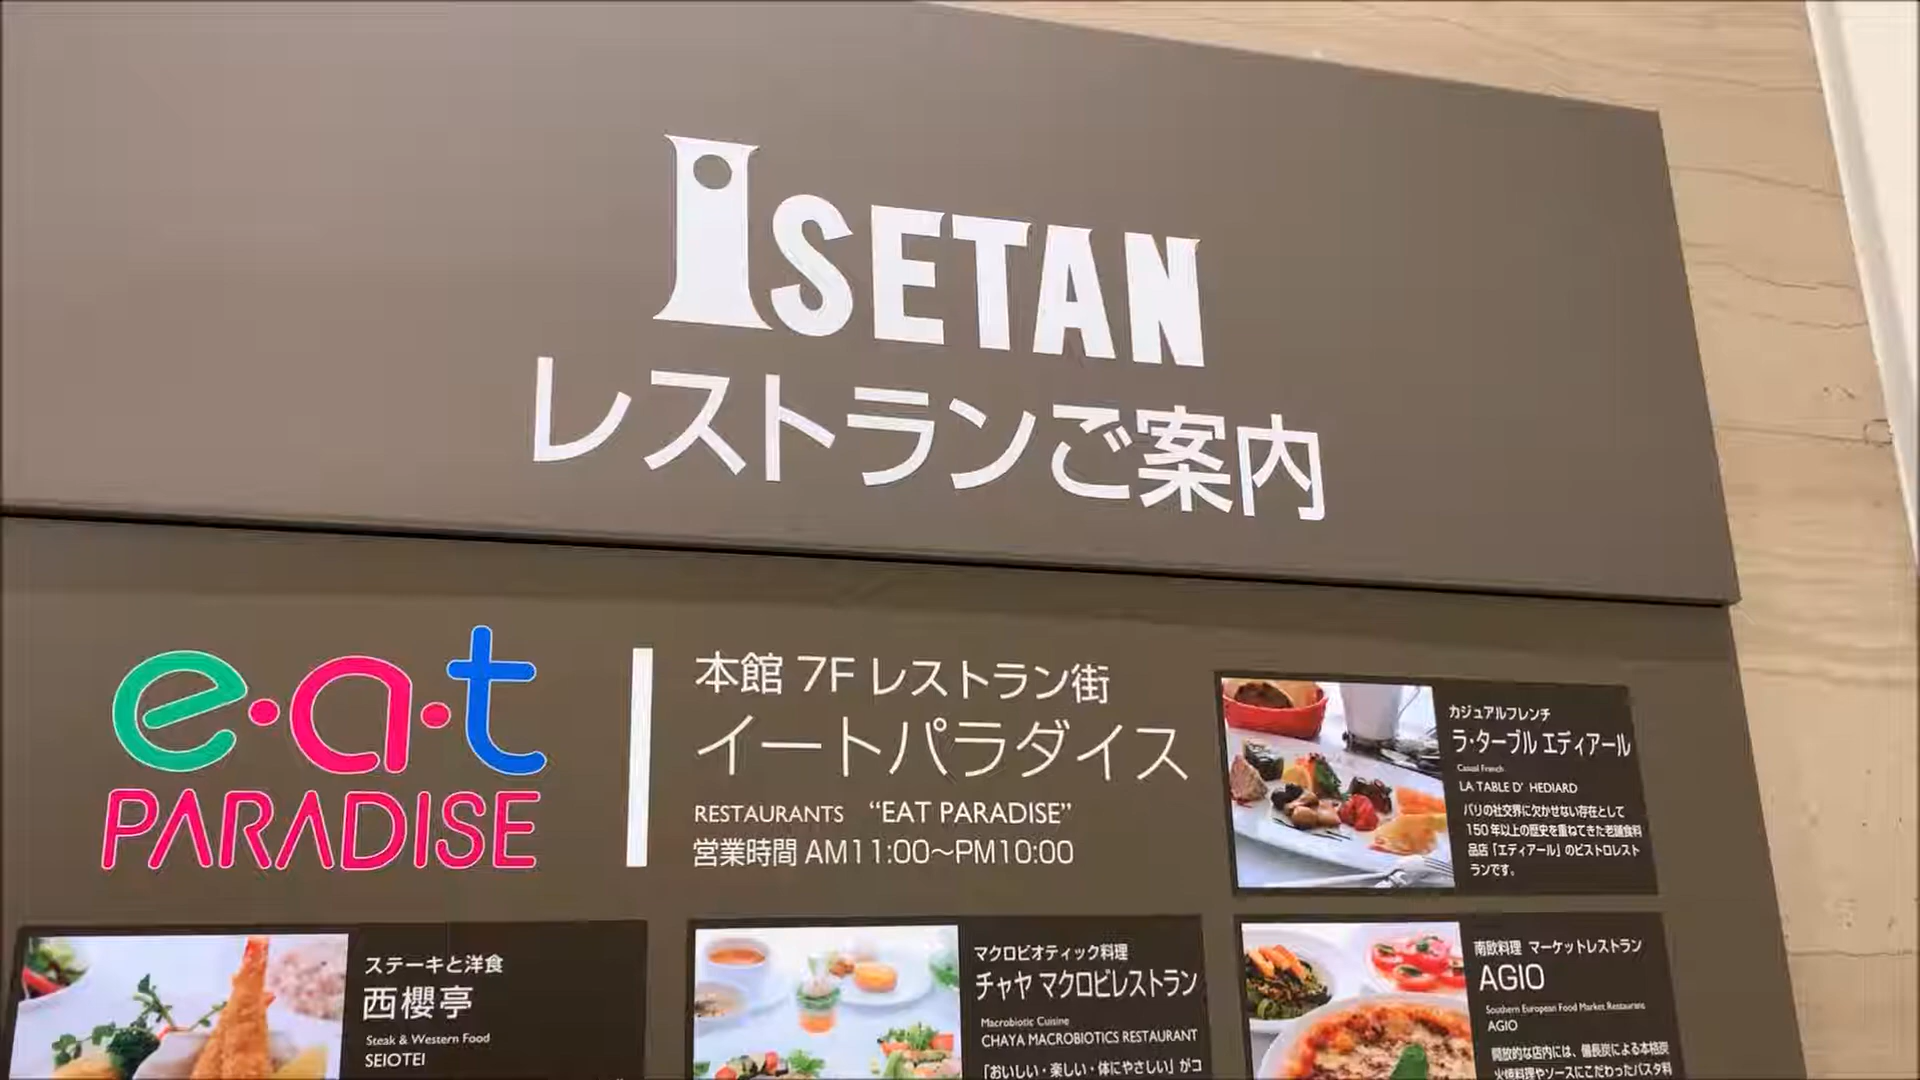 ISETAN
レストランご案内
e・a・t
PARADISE
本館 7F レストラン街
イートパラダイス
RESTAURANTS “EAT PARADISE”
営業時間 AM11:00～PM10:00
カジュアルフレンチ
ラ・ターブル エディアール
Casual French
LA TABLE D' HEDIARD
パリの社交界に欠かせない存在として
150年以上の歴史を重ねてきた老舗食料
品店「エディアール」のビストロレスト
ランです。
ステーキと洋食
西櫻亭
Steak & Western Food
SEIOTEI
マクロビオティック料理
チャヤ マクロビレストラン
Macrobiotic Cuisine
CHAYA MACROBIOTICS RESTAURANT
「おいしい・楽しい・体にやさしい」がコ
南欧料理 マーケットレストラン
AGIO
Southern European Food Market Restaurant
AGIO
開放的な店内には、備長炭による本格炭
火焼料理やソースにこだわったパスタ料